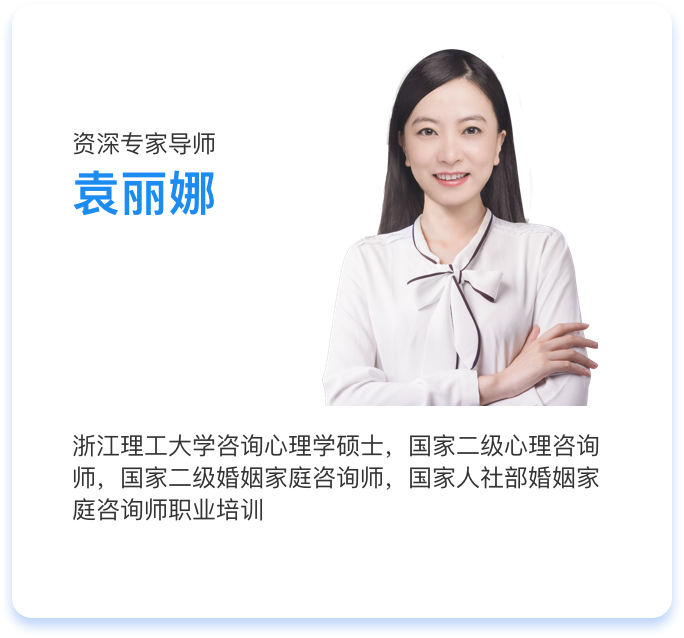 资深专家导师
袁丽娜
浙江理工大学咨询心理学硕士，国家二级心理咨询
师，国家二级婚姻家庭咨询师，国家人社部婚姻家
庭咨询师职业培训